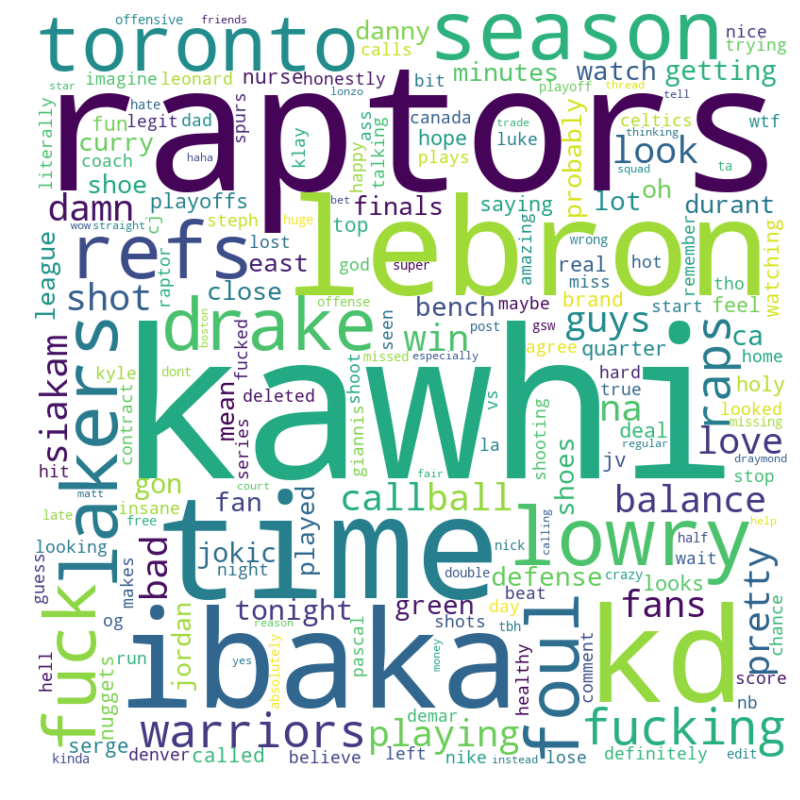 offensive
friends
toronto
danny
calls
season
nice
trying
star
imagine
leonard
nurse
honestly
bit
minutes
watch
getting
playoff
thread
tell
raptors
literally
hate
fun
legit
dad
spurs
lonzo
canada
hope
luke
trade
celtics
wtf
curry
coach
haha
klay
happy
ass
talking
plays
squad
thinking
probably
look
ta
shoe
damn
playoffs
cj
steph
bet
huge
finals
top
saying
oh
lot
durant
wow
straight
refs
lebron
lost
god
amazing
wrong
real
hot
remember
tho
watching
league
raptor
east
super
miss
shot
close
offense
bench
maybe
brand
start
feel
siakam
boston
drake
seen
win
post
gsw
guys
agree
quarter
raps
ca
home
lakers
kyle
fucked
dont
missed
especially
kawhi
vs
hard
true
holy
looked
missing
contract
mean
deleted
giannis
shoot
la
shooting
na
deal
love
regular
draymond
hit
series
court
fair
jv
stop
matt
gon
call
ball
shoes
balance
late
insane
free
fan
time
lowry
help
fuck
looking
bad
jokic
played
nick
calling
half
wait
guess
makes
night
double
defense
crazy
looks
chance
tonight
green
day
beat
foul
fans
pretty
og
jordan
ibaka
shots
tbh
kd
hell
nuggets
run
reason
pascal
healthy
comment
score
yes
absolutely
money
warriors
playing
demar
fucking
nb
serge
kinda
denver
called
believe
left
nike
instead
lose
definitely
edit